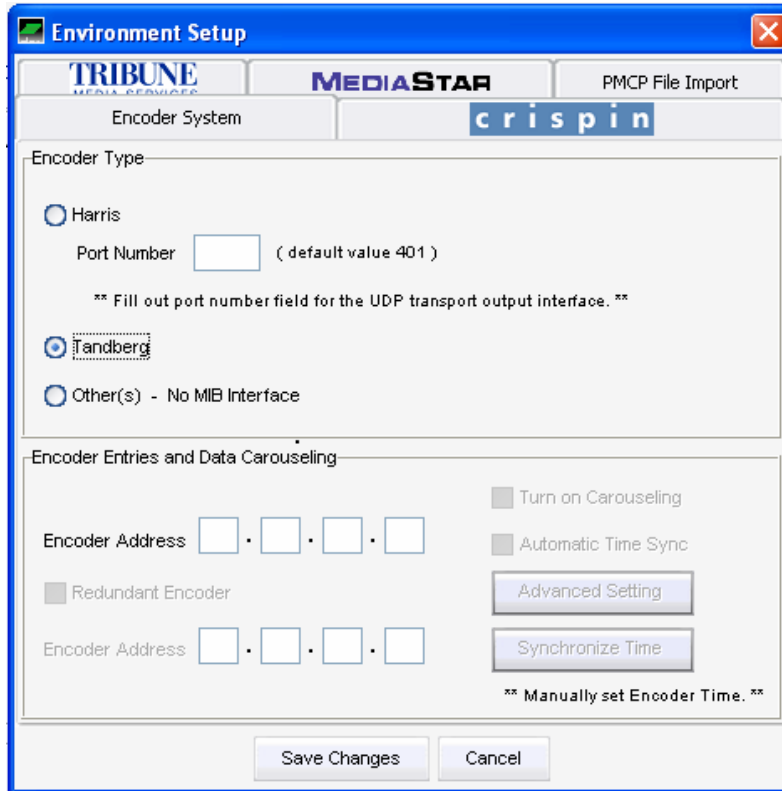 Environment Setup
TRIBUNE
MEDIA SERVICES
MEDIASTAR
PMCP File Import
Encoder System
crispin
Encoder Type
Harris
Port Number ( default value 401 )
** Fill out port number field for the UDP transport output interface. **
Tandberg
Other(s) - No MIB Interface
Encoder Entries and Data Carouseling
Turn on Carouseling
Encoder Address . . .
Automatic Time Sync
Redundant Encoder
Advanced Setting
Encoder Address . . .
Synchronize Time
** Manually set Encoder Time. **
Save Changes
Cancel